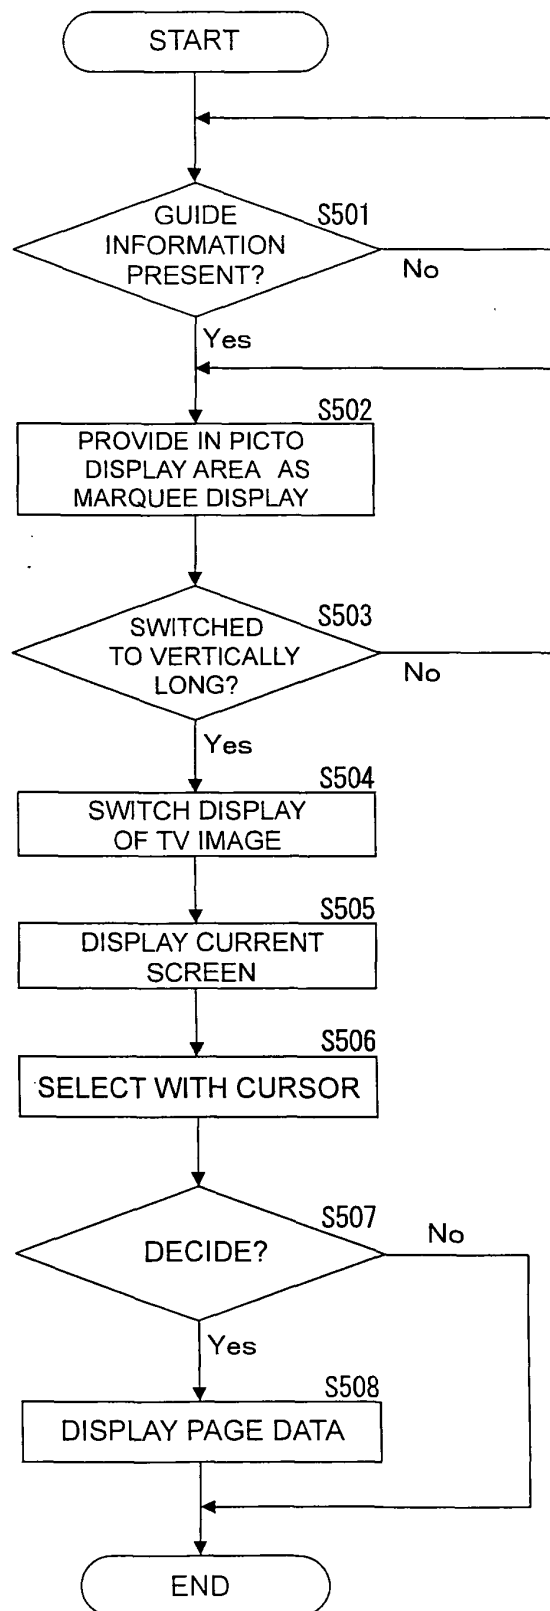 START
S501
GUIDE
INFORMATION
PRESENT?
No
Yes
S502
PROVIDE IN PICTO
DISPLAY AREA AS
MARQUEE DISPLAY
S503
SWITCHED
TO VERTICALLY
LONG?
No
Yes
S504
SWITCH DISPLAY
OF TV IMAGE
S505
DISPLAY CURRENT
SCREEN
S506
SELECT WITH CURSOR
S507
No
DECIDE?
Yes
S508
DISPLAY PAGE DATA
END